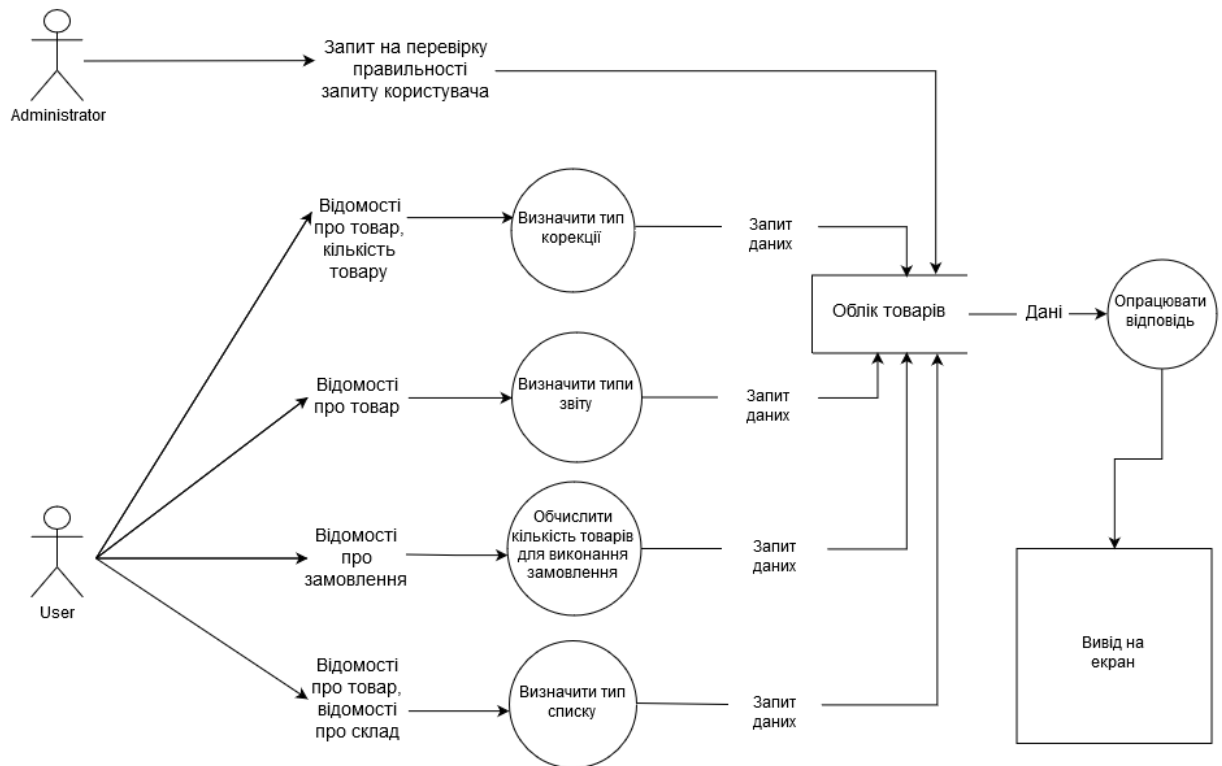 Запит на перевірку
правильності
запиту користувача
Administrator
Відомості
про товар,
кількість
товару
Визначити тип
корекції
Запит
даних
Облік товарів
Дані
Опрацювати
відповідь
Відомості
про товар
Визначити типи
звіту
Запит
даних
Відомості
про
замовлення
Обчислити
кількість товарів
для виконання
замовлення
Запит
даних
User
Вивід на
екран
Відомості
про товар,
відомості
про склад
Визначити тип
списку
Запит
даних